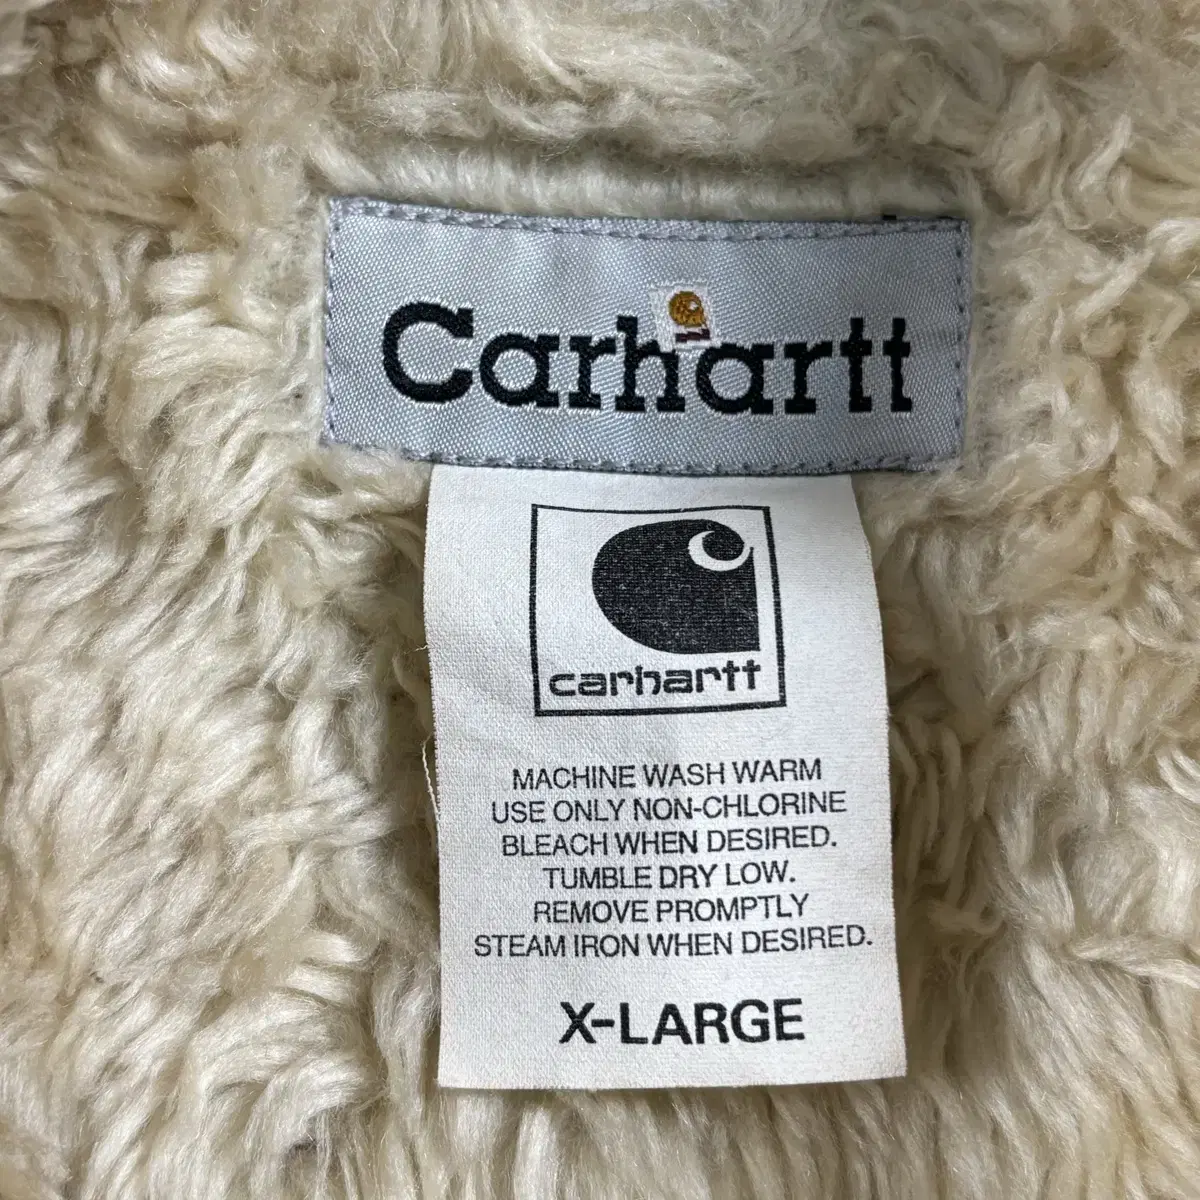 Carhartt
carhartt
MACHINE WASH WARM
USE ONLY NON-CHLORINE
BLEACH WHEN DESIRED.
TUMBLE DRY LOW.
REMOVE PROMPTLY
STEAM IRON WHEN DESIRED.
X-LARGE